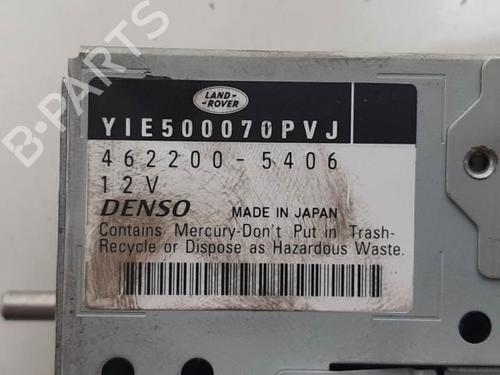 LAND-
ROVER
YIE500070PVJ
462200-5406
12V
DENSO MADE IN JAPAN
Contains Mercury-Don't Put in Trash-
Recycle or Dispose as Hazardous Waste.
B-PARTS